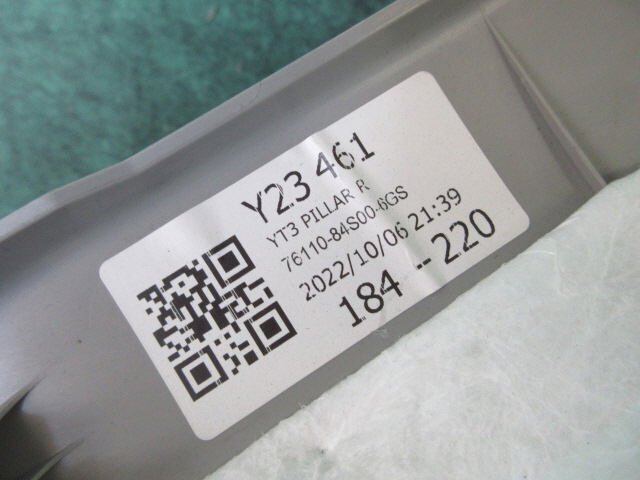 Y23 461
YT3 PILLAR R
76110-84S00-6GS
2022/10/06 21:39
184--220